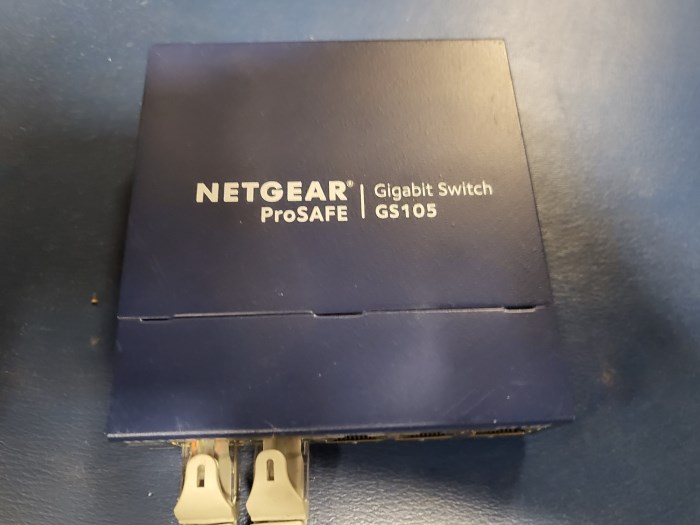 NETGEAR® | Gigabit Switch
ProSAFE | GS105